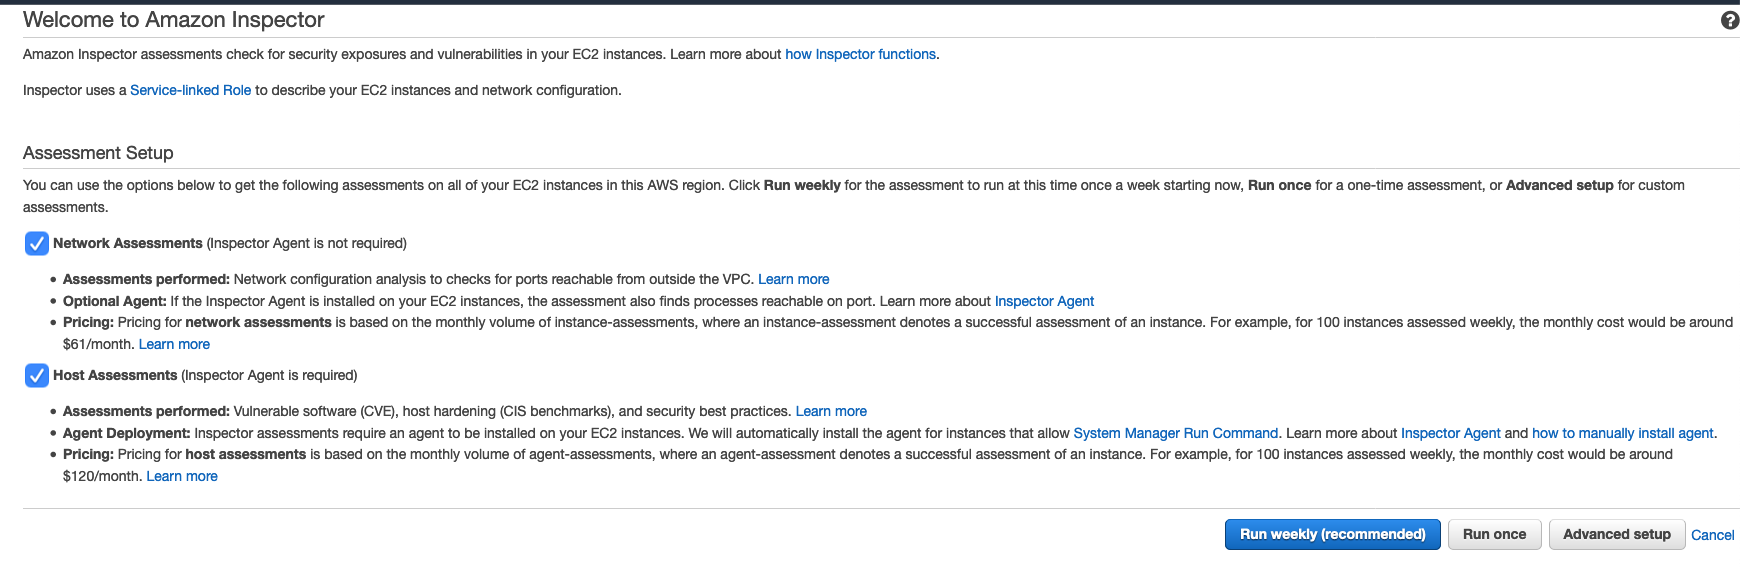 Welcome to Amazon Inspector
Amazon Inspector assessments check for security exposures and vulnerabilities in your EC2 instances. Learn more about how Inspector functions.
Inspector uses a Service-linked Role to describe your EC2 instances and network configuration.
Assessment Setup
You can use the options below to get the following assessments on all of your EC2 instances in this AWS region. Click Run weekly for the assessment to run at this time once a week starting now, Run once for a one-time assessment, or Advanced setup for custom
assessments.
Network Assessments (Inspector Agent is not required)
• Assessments performed: Network configuration analysis to checks for ports reachable from outside the VPC. Learn more
• Optional Agent: If the Inspector Agent is installed on your EC2 instances, the assessment also finds processes reachable on port. Learn more about Inspector Agent
• Pricing: Pricing for network assessments is based on the monthly volume of instance-assessments, where an instance-assessment denotes a successful assessment of an instance. For example, for 100 instances assessed weekly, the monthly cost would be around
$61/month. Learn more
Host Assessments (Inspector Agent is required)
• Assessments performed: Vulnerable software (CVE), host hardening (CIS benchmarks), and security best practices. Learn more
• Agent Deployment: Inspector assessments require an agent to be installed on your EC2 instances. We will automatically install the agent for instances that allow System Manager Run Command. Learn more about Inspector Agent and how to manually install agent.
• Pricing: Pricing for host assessments is based on the monthly volume of agent-assessments, where an agent-assessment denotes a successful assessment of an instance. For example, for 100 instances assessed weekly, the monthly cost would be around
$120/month. Learn more
Run weekly (recommended) Run once Advanced setup Cancel